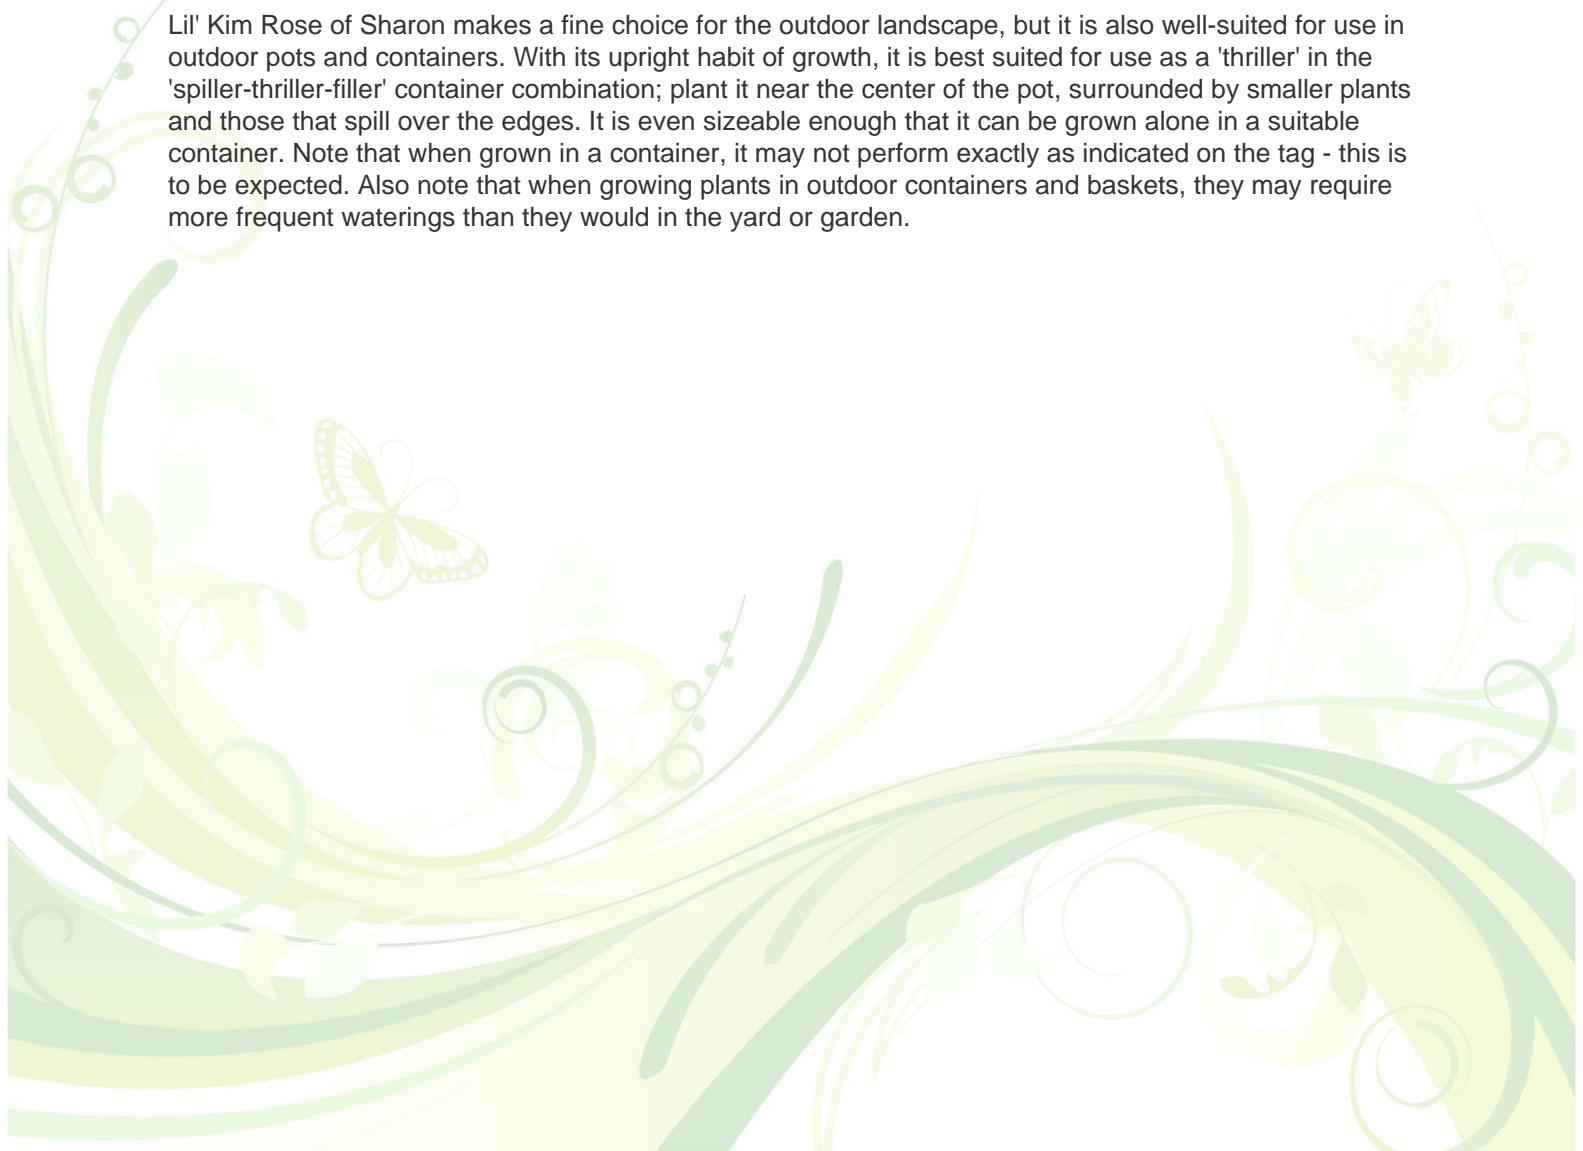 Lil' Kim Rose of Sharon makes a fine choice for the outdoor landscape, but it is also well-suited for use in
outdoor pots and containers. With its upright habit of growth, it is best suited for use as a 'thriller' in the
'spiller-thriller-filler' container combination; plant it near the center of the pot, surrounded by smaller plants
and those that spill over the edges. It is even sizeable enough that it can be grown alone in a suitable
container. Note that when grown in a container, it may not perform exactly as indicated on the tag - this is
to be expected. Also note that when growing plants in outdoor containers and baskets, they may require
more frequent waterings than they would in the yard or garden.